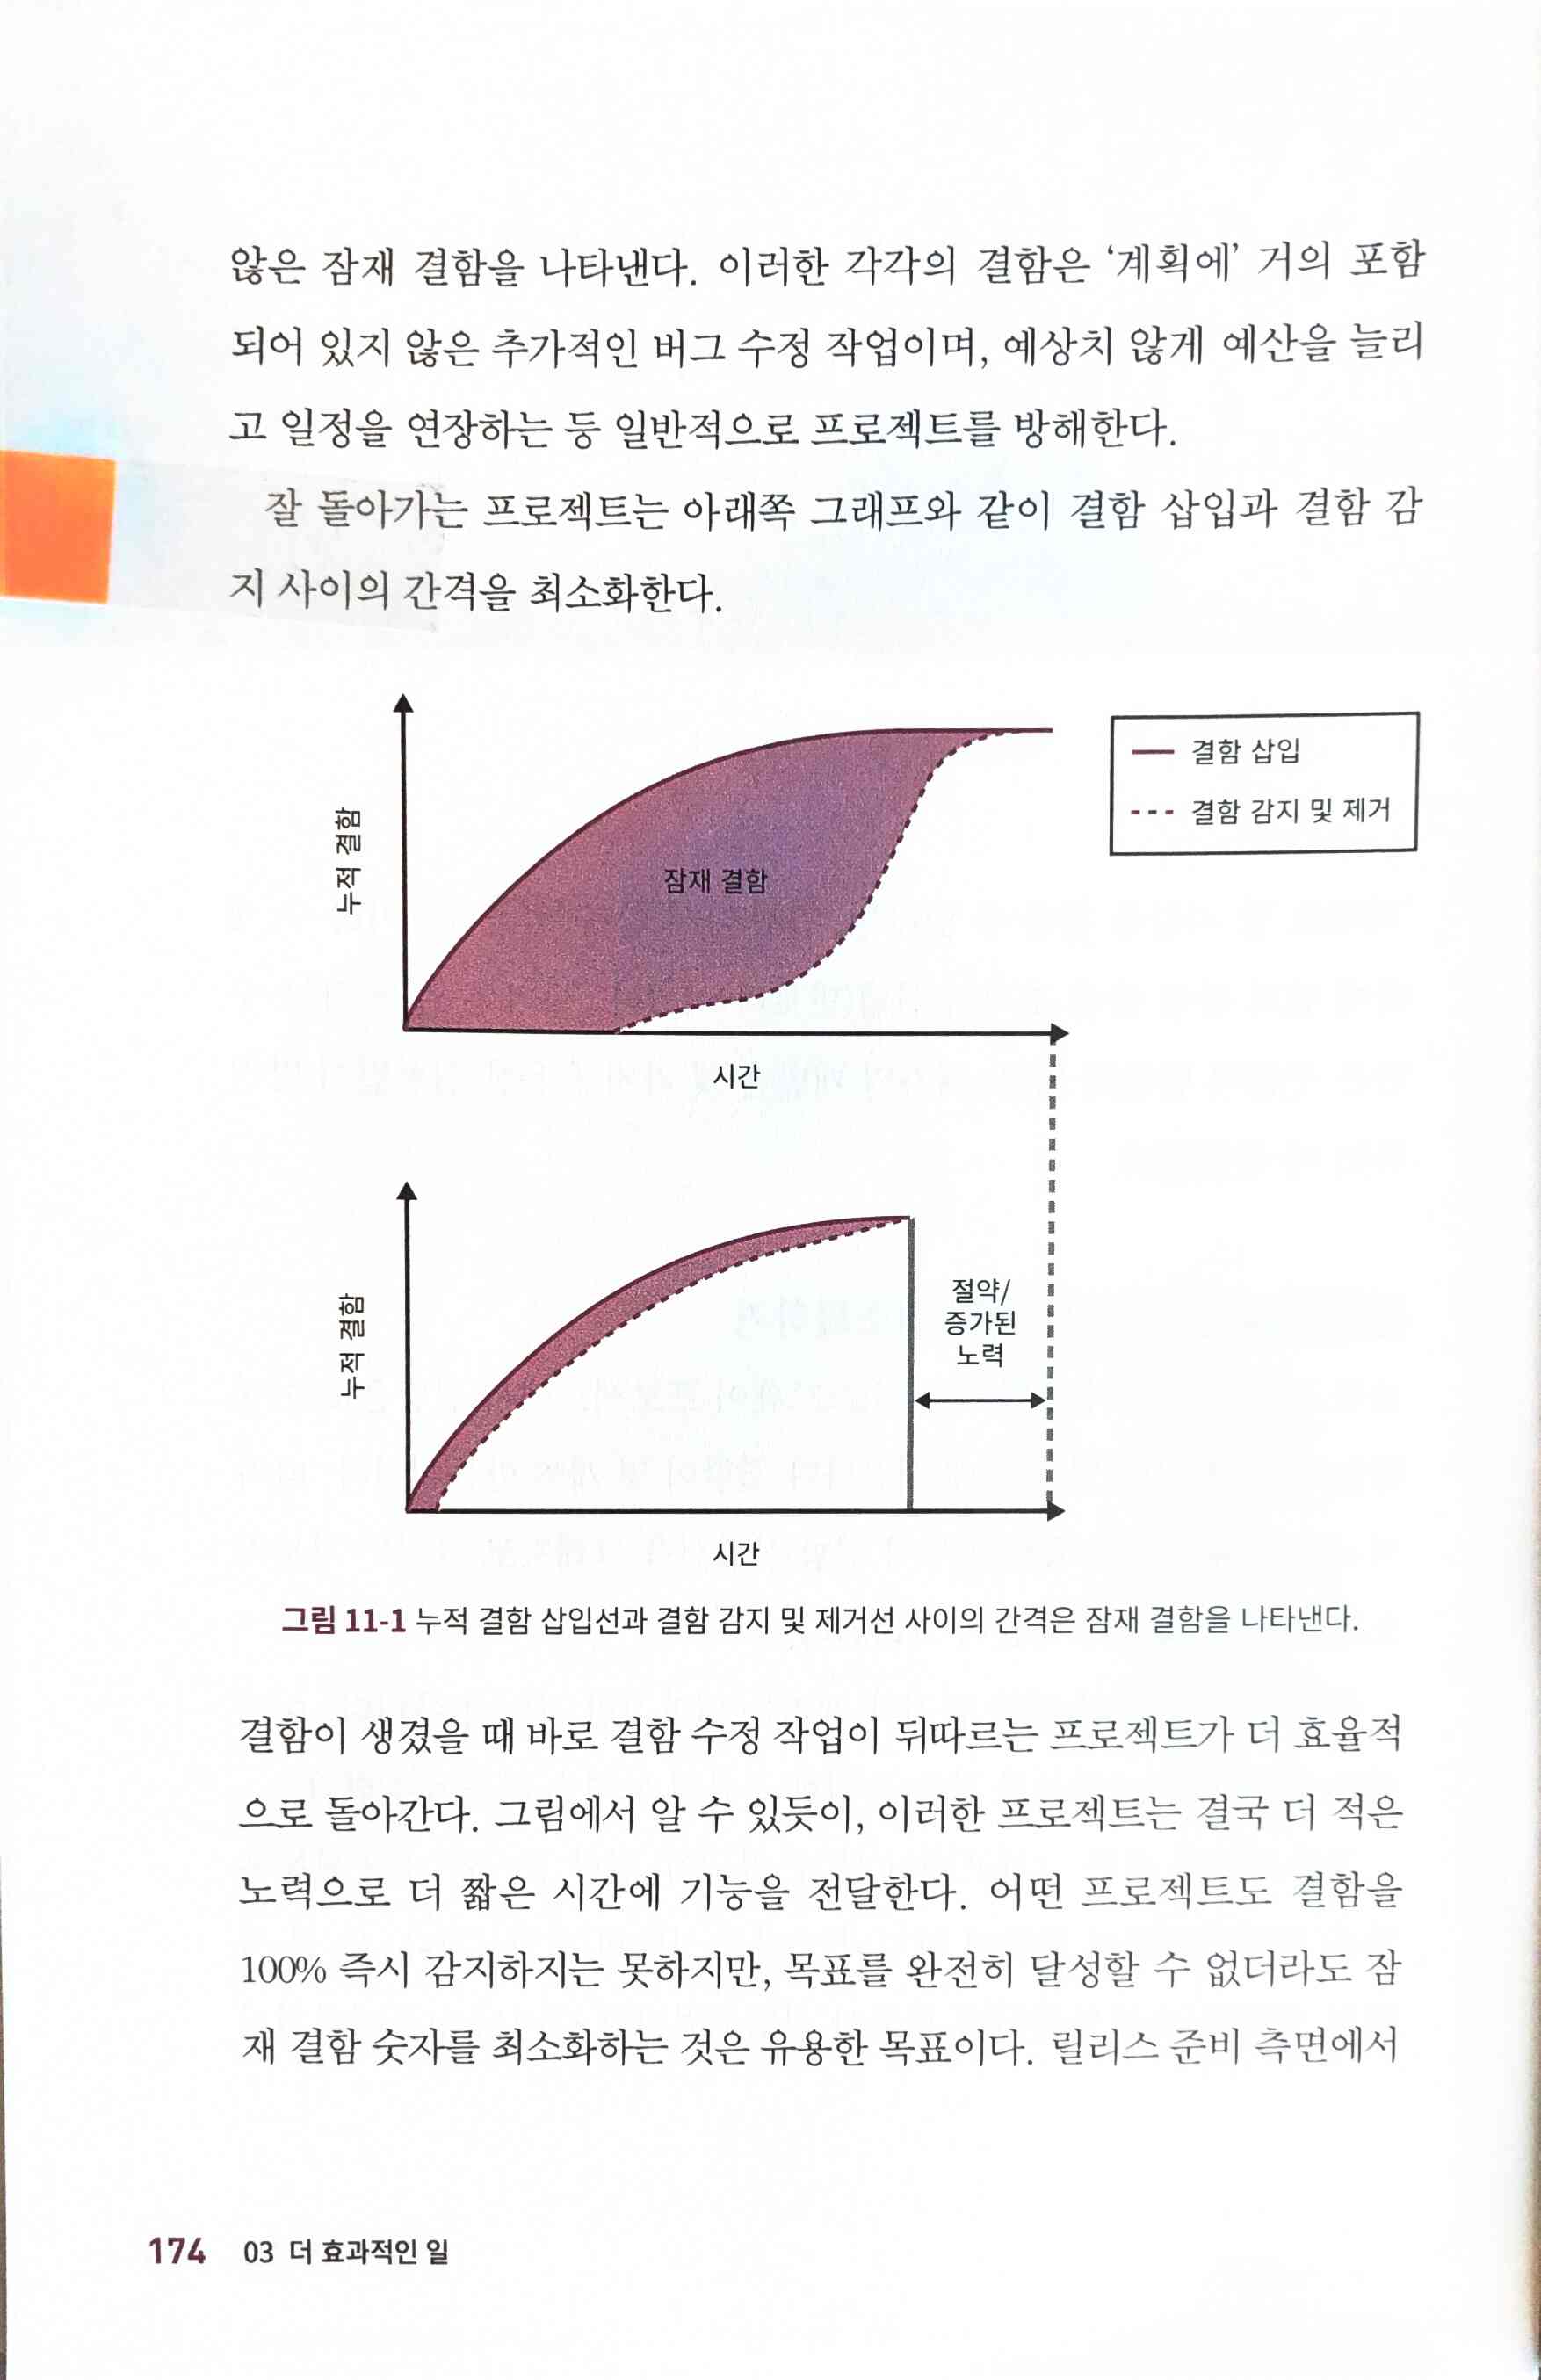 않은 잠재 결함을 나타낸다. 이러한 각각의 결함은 ‘계획에’ 거의 포함
되어 있지 않은 추가적인 버그 수정 작업이며, 예상치 않게 예산을 늘리
고 일정을 연장하는 등 일반적으로 프로젝트를 방해한다.
잘 돌아가는 프로젝트는 아래쪽 그래프와 같이 결함 삽입과 결함 감
지 사이의 간격을 최소화한다.
누적 결함
잠재 결함
시간
결함 삽입
결함 감지 및 제거
누적 결함
절약/
증가된
노력
시간
그림 11-1 누적 결함 삽입선과 결함 감지 및 제거선 사이의 간격은 잠재 결함을 나타낸다.
결함이 생겼을 때 바로 결함 수정 작업이 뒤따르는 프로젝트가 더 효율적
으로 돌아간다. 그림에서 알 수 있듯이, 이러한 프로젝트는 결국 더 적은
노력으로 더 짧은 시간에 기능을 전달한다. 어떤 프로젝트도 결함을
100% 즉시 감지하지는 못하지만, 목표를 완전히 달성할 수 없더라도 잠
재 결함 숫자를 최소화하는 것은 유용한 목표이다. 릴리스 준비 측면에서
174 03 더 효과적인 일